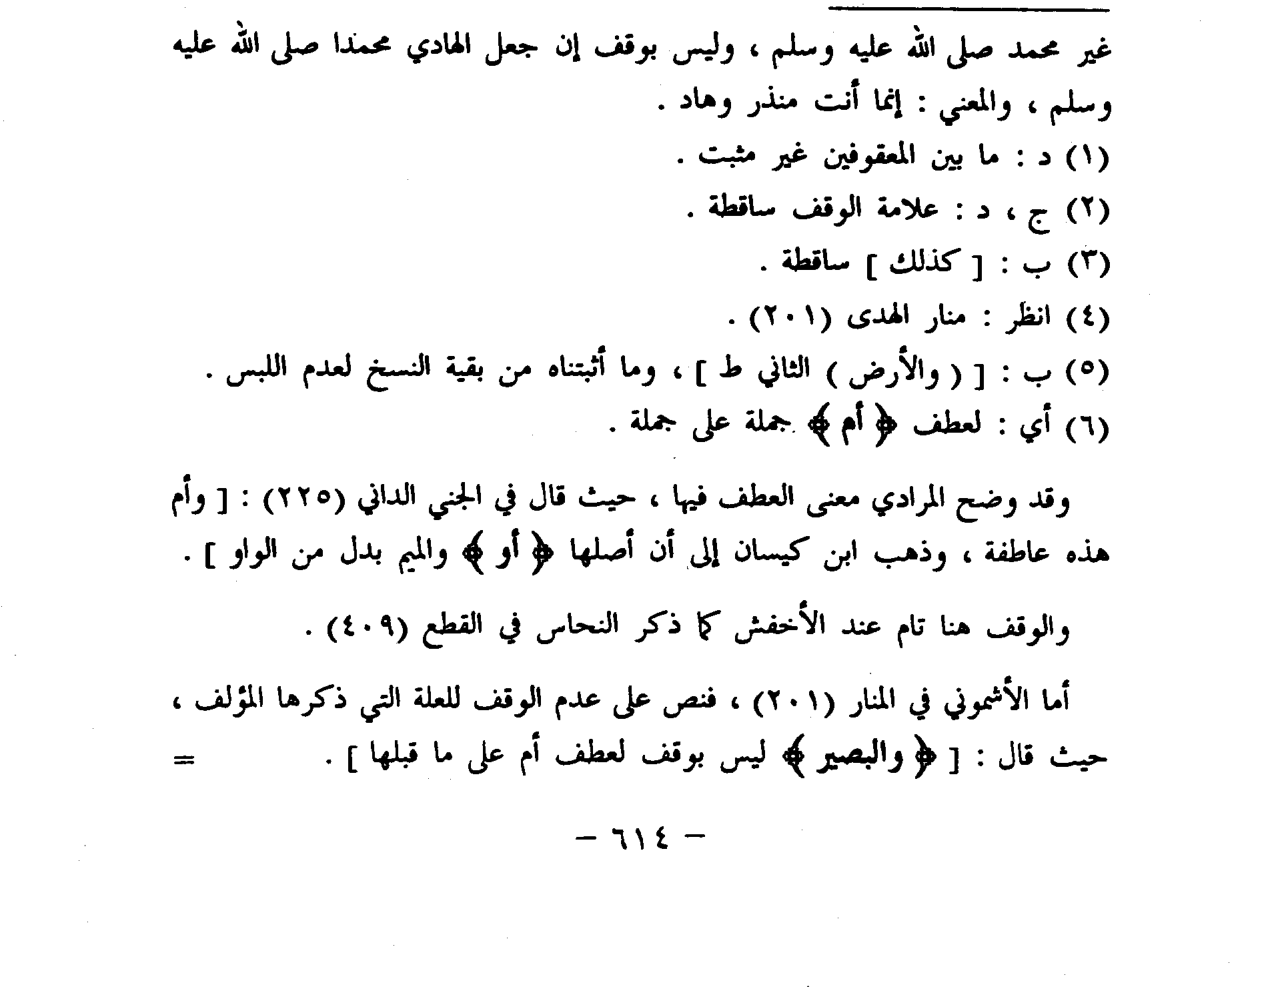 غير محمد صلى الله عليه وسلم ، وليس بوقف إن جعل الهادي محمدا صلى الله عليه
وسلم ، والمعني : إنما أنت منذر وهاد .
(١) د : ما بين المعقوفين غير مثبت .
(٢) ج ، د : علامة الوقف ساقطة .
(٣) ب : [ كذلك ] ساقطة .
(٤) انظر : منار الهدى (٢٠١) .
(٥) ب : [ ( والأرض ) الثاني ط ] ، وما أثبتناه من بقية النسخ لعدم اللبس .
(٦) أي : لعطف ﴿ أم ﴾ جملة على جملة .
وقد وضح المرادي معنى العطف فيها ، حيث قال في الجني الداني (٢٢٥) : [ وأم
هذه عاطفة ، وذهب ابن كيسان إلى أن أصلها ﴿ أو ﴾ والميم بدل من الواو ] .
والوقف هنا تام عند الأخفش كما ذكر النحاس في القطع (٤٠٩) .
أما الأشموني في المنار (٢٠١) ، فنص على عدم الوقف للعلة التي ذكرها المؤلف ،
حيث قال : [ ﴿ والبصير ﴾ ليس بوقف لعطف أم على ما قبلها ] . =
– ٦١٤ –